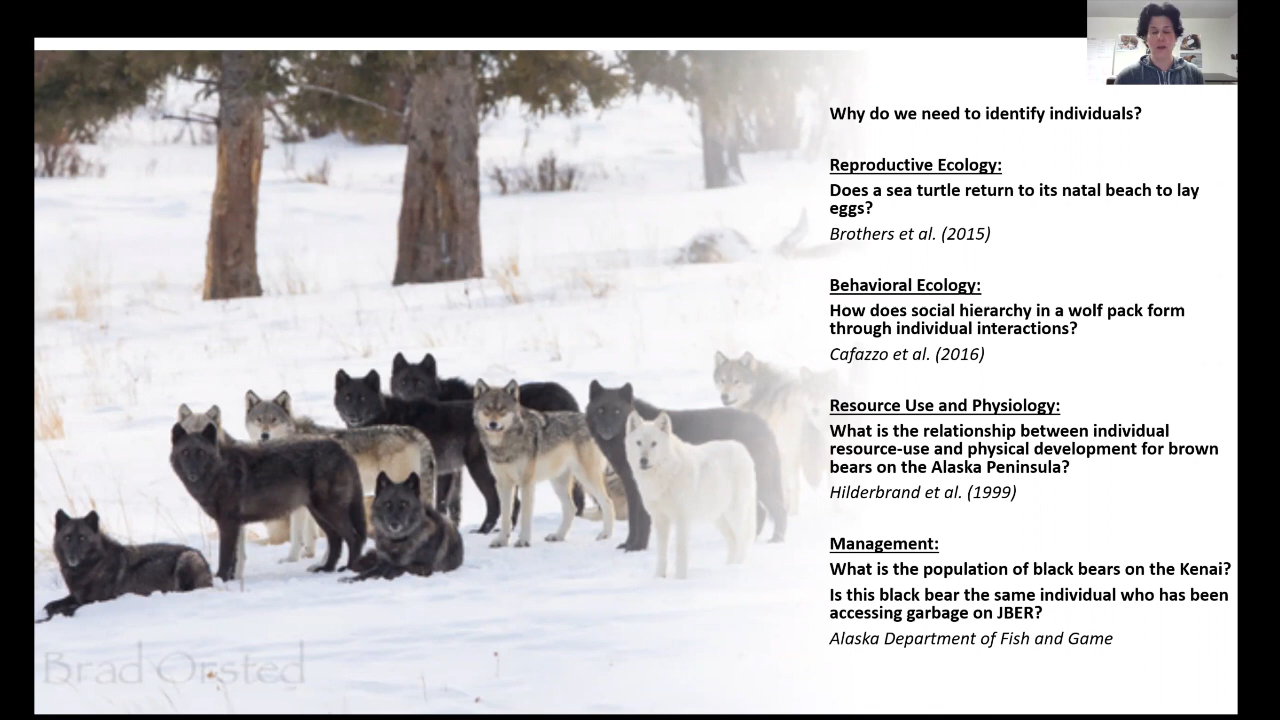 Why do we need to identify individuals?
Reproductive Ecology:
Does a sea turtle return to its natal beach to lay
eggs?
Brothers et al. (2015)
Behavioral Ecology:
How does social hierarchy in a wolf pack form
through individual interactions?
Cafazzo et al. (2016)
Resource Use and Physiology:
What is the relationship between individual
resource-use and physical development for brown
bears on the Alaska Peninsula?
Hilderbrand et al. (1999)
Management:
What is the population of black bears on the Kenai?
Is this black bear the same individual who has been
accessing garbage on JBER?
Alaska Department of Fish and Game
Brad Orsted